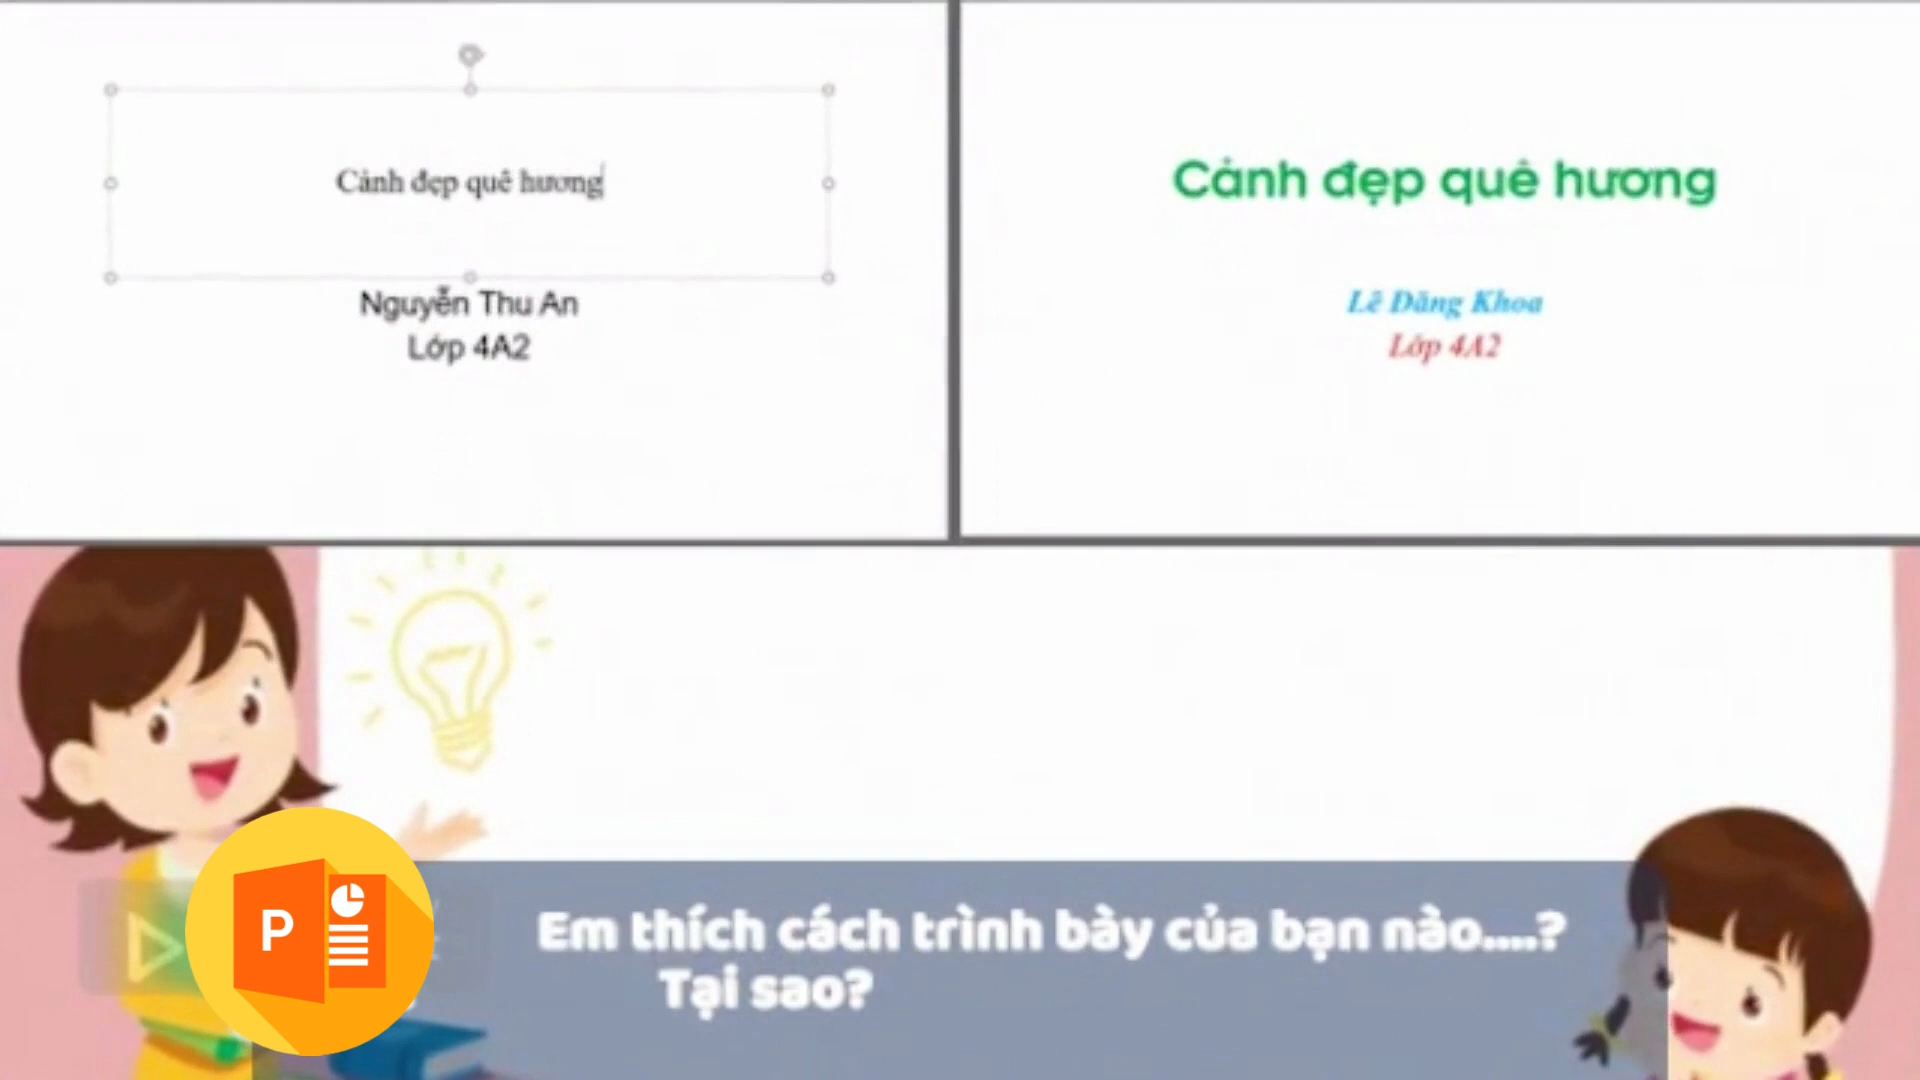 Cảnh đẹp quê hương
Nguyễn Thu An
Lớp 4A2
Cảnh đẹp quê hương
Lê Đăng Khoa
Lớp 4A2
Em thích cách trình bày của bạn nào....?
Tại sao?
P